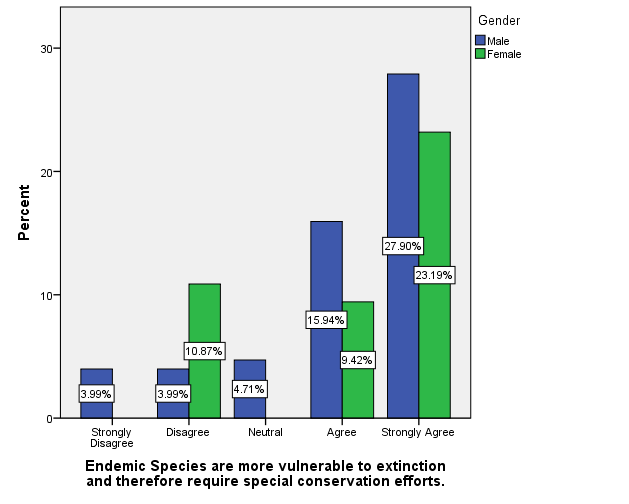 Gender
Male
Female
Percent
30
20
10
0
3.99%
3.99%
10.87%
4.71%
15.94%
9.42%
27.90%
23.19%
Strongly
Disagree
Disagree
Neutral
Agree
Strongly Agree
Endemic Species are more vulnerable to extinction
and therefore require special conservation efforts.